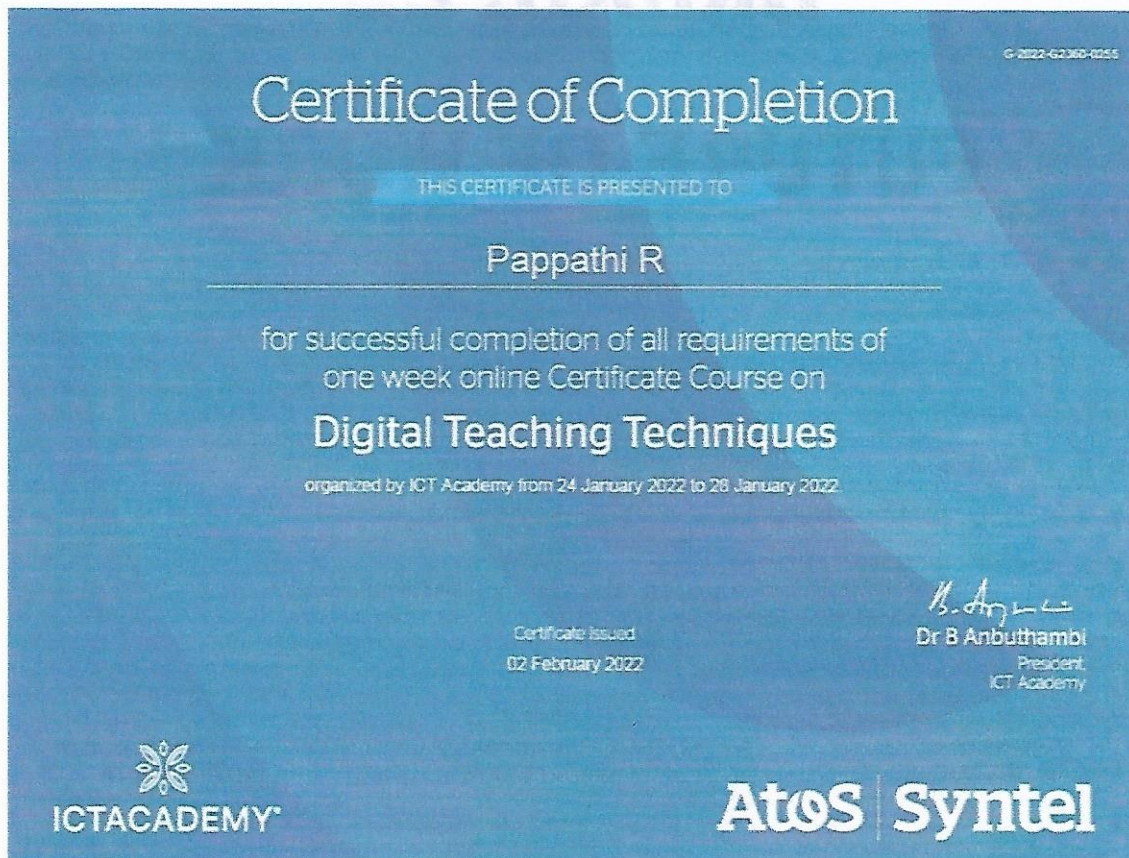 G-2022-G2360-0255
Certificate of Completion
THIS CERTIFICATE IS PRESENTED TO
Pappathi R
for successful completion of all requirements of
one week online Certificate Course on
Digital Teaching Techniques
organized by ICT Academy from 24 January 2022 to 28 January 2022.
Certificate Issued
02 February 2022
Dr B Anbuthambi
President,
ICT Academy
ICTACADEMY
Atos | Syntel